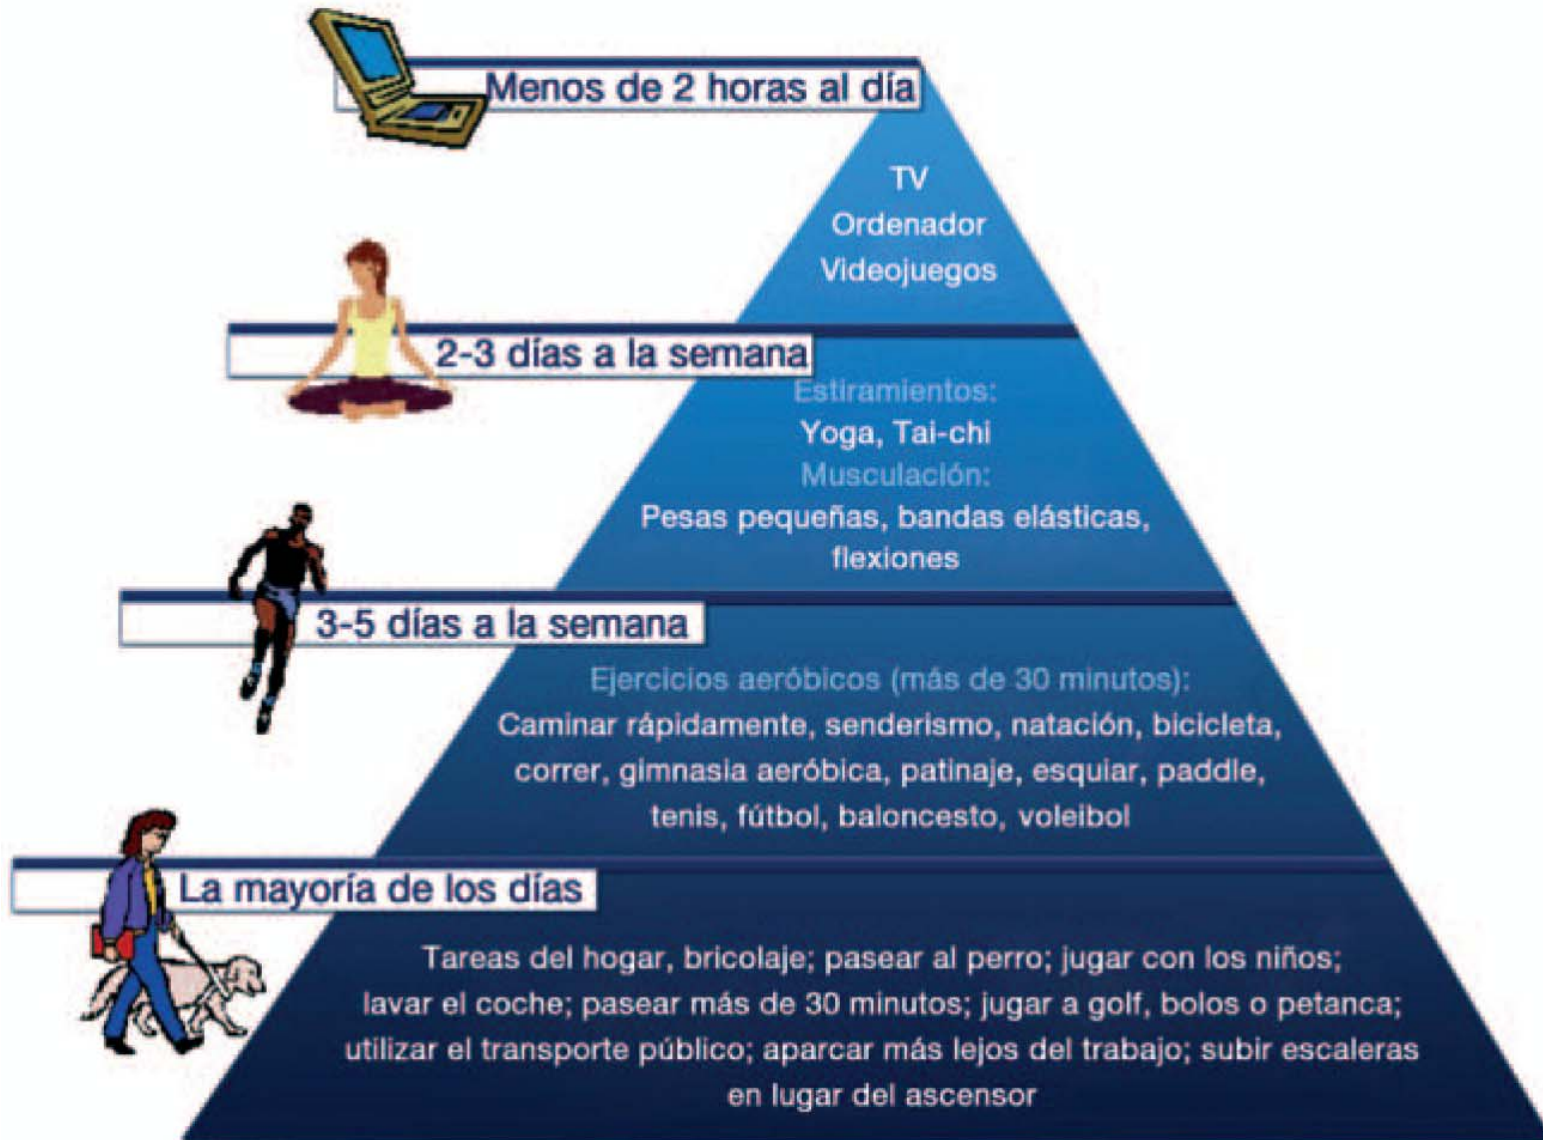 Menos de 2 horas al día
TV
Ordenador
Videojuegos
2-3 días a la semana
Estiramientos:
Yoga, Tai-chi
Musculación:
Pesas pequeñas, bandas elásticas,
flexiones
3-5 días a la semana
Ejercicios aeróbicos (más de 30 minutos):
Caminar rápidamente, senderismo, natación, bicicleta,
correr, gimnasia aeróbica, patinaje, esquiar, paddle,
tenis, fútbol, baloncesto, voleibol
La mayoría de los días
Tareas del hogar, bricolaje; pasear al perro; jugar con los niños;
lavar el coche; pasear más de 30 minutos; jugar a golf, bolos o petanca;
utilizar el transporte público; aparcar más lejos del trabajo; subir escaleras
en lugar del ascensor